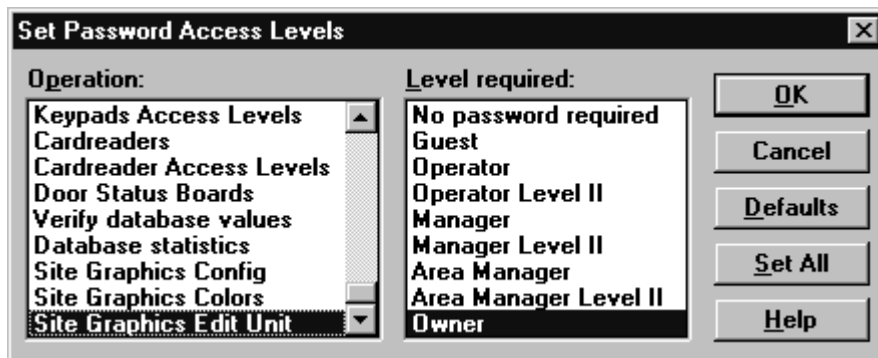 Set Password Access Levels
Operation:
Keypads Access Levels
Cardreaders
Cardreader Access Levels
Door Status Boards
Verify database values
Database statistics
Site Graphics Config
Site Graphics Colors
Site Graphics Edit Unit
Level required:
No password required
Guest
Operator
Operator Level II
Manager
Manager Level II
Area Manager
Area Manager Level II
Owner
OK
Cancel
Defaults
Set All
Help